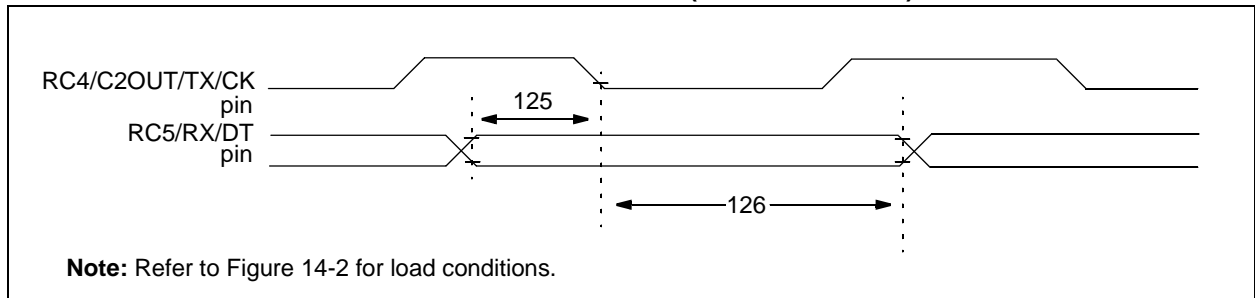 RC4/C2OUT/TX/CK
pin
125
RC5/RX/DT
pin
126
Note: Refer to Figure 14-2 for load conditions.